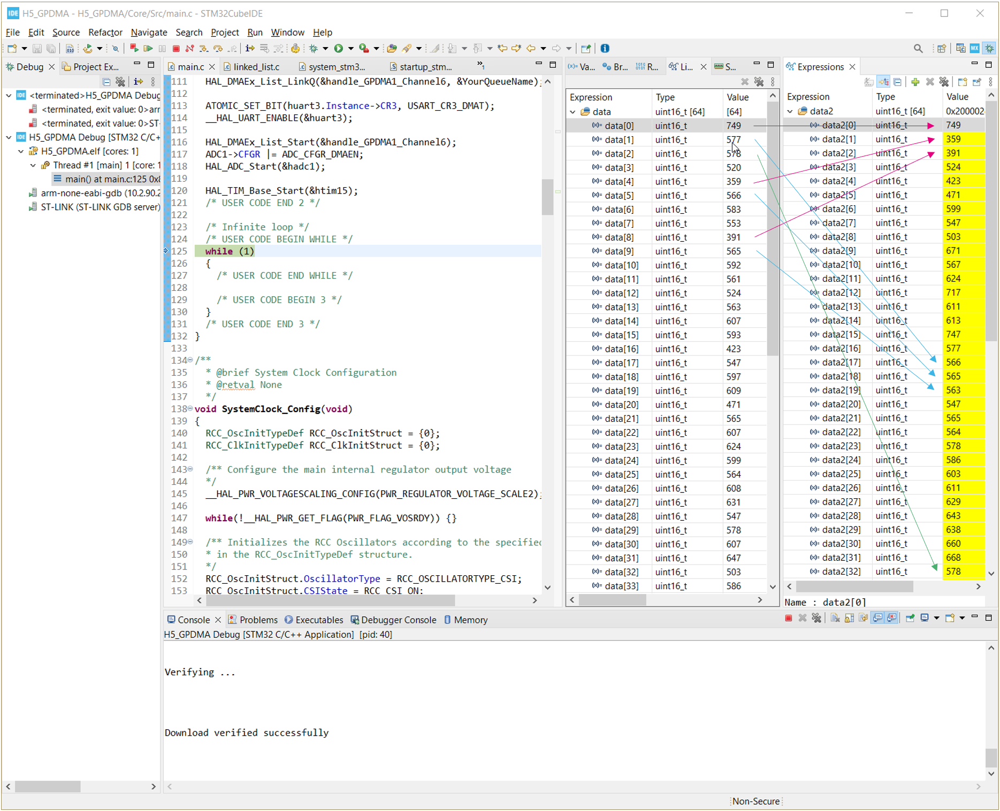 IDE H5_GPDMA - H5_GPDMA/Core/Src/main.c - STM32CubeIDE
File Edit Source Refactor Navigate Search Project Run Window Help
Debug Project Ex...
<terminated>H5_GPDMA Debug
<terminated, exit value: 0>arr
<terminated, exit value: 0>ST-
H5_GPDMA Debug [STM32 C/C+
H5_GPDMA.elf [cores: 1]
Thread #1 [main] 1 [core: 1
main() at main.c:125 0x8
arm-none-eabi-gdb (10.2.90.2
ST-LINK (ST-LINK GDB server)
main.c linked_list.c system_stm3... startup_stm... »1
111 HAL_DMAEx_List_LinkQ(&handle_GPDMA1_Channel6, &YourQueueName);
112
113 ATOMIC_SET_BIT(huart3.Instance->CR3, USART_CR3_DMAT);
114 __HAL_UART_ENABLE(&huart3);
115
116 HAL_DMAEx_List_Start(&handle_GPDMA1_Channel6);
117 ADC1->CFGR |= ADC_CFGR_DMAEN;
118 HAL_ADC_Start(&hadc1);
119
120 HAL_TIM_Base_Start(&htim15);
121 /* USER CODE END 2 */
122
123 /* Infinite loop */
124 /* USER CODE BEGIN WHILE */
125 while (1)
126 {
127 /* USER CODE END WHILE */
128
129 /* USER CODE BEGIN 3 */
130 }
131 /* USER CODE END 3 */
132 }
133
134 /**
135 * @brief System Clock Configuration
136 * @retval None
137 */
138 void SystemClock_Config(void)
139 {
140 RCC_OscInitTypeDef RCC_OscInitStruct = {0};
141 RCC_ClkInitTypeDef RCC_ClkInitStruct = {0};
142
143 /** Configure the main internal regulator output voltage
144 */
145 __HAL_PWR_VOLTAGESCALING_CONFIG(PWR_REGULATOR_VOLTAGE_SCALE2);
146
147 while(!__HAL_PWR_GET_FLAG(PWR_FLAG_VOSRDY)) {}
148
149 /** Initializes the RCC Oscillators according to the specified
150 * in the RCC_OscInitTypeDef structure.
151 */
152 RCC_OscInitStruct.OscillatorType = RCC_OSCILLATORTYPE_CSI;
153 RCC_OscInitStruct.CSIState = RCC_CSI_ON;
Va... Br... R... Li... S...
Expression Type Value
data uint16_t [64] [64]
data[0] uint16_t 749
data[1] uint16_t 577
data[2] uint16_t 578
data[3] uint16_t 520
data[4] uint16_t 359
data[5] uint16_t 566
data[6] uint16_t 583
data[7] uint16_t 553
data[8] uint16_t 391
data[9] uint16_t 565
data[10] uint16_t 592
data[11] uint16_t 561
data[12] uint16_t 524
data[13] uint16_t 563
data[14] uint16_t 607
data[15] uint16_t 593
data[16] uint16_t 423
data[17] uint16_t 547
data[18] uint16_t 597
data[19] uint16_t 609
data[20] uint16_t 471
data[21] uint16_t 565
data[22] uint16_t 607
data[23] uint16_t 624
data[24] uint16_t 599
data[25] uint16_t 564
data[26] uint16_t 608
data[27] uint16_t 631
data[28] uint16_t 547
data[29] uint16_t 578
data[30] uint16_t 607
data[31] uint16_t 647
data[32] uint16_t 503
data[33] uint16_t 586
Expressions
Expression Type Value
data2 uint16_t [64] 0x200002
data2[0] uint16_t 749
data2[1] uint16_t 359
data2[2] uint16_t 391
data2[3] uint16_t 524
data2[4] uint16_t 423
data2[5] uint16_t 471
data2[6] uint16_t 599
data2[7] uint16_t 547
data2[8] uint16_t 503
data2[9] uint16_t 671
data2[10] uint16_t 567
data2[11] uint16_t 624
data2[12] uint16_t 717
data2[13] uint16_t 611
data2[14] uint16_t 613
data2[15] uint16_t 747
data2[16] uint16_t 577
data2[17] uint16_t 566
data2[18] uint16_t 565
data2[19] uint16_t 563
data2[20] uint16_t 547
data2[21] uint16_t 565
data2[22] uint16_t 564
data2[23] uint16_t 578
data2[24] uint16_t 586
data2[25] uint16_t 603
data2[26] uint16_t 611
data2[27] uint16_t 629
data2[28] uint16_t 643
data2[29] uint16_t 638
data2[30] uint16_t 660
data2[31] uint16_t 668
data2[32] uint16_t 578
Name : data2[0]
Console Problems Executables Debugger Console Memory
H5_GPDMA Debug [STM32 C/C++ Application] [pid: 40]
Verifying ...
Download verified successfully
Non-Secure